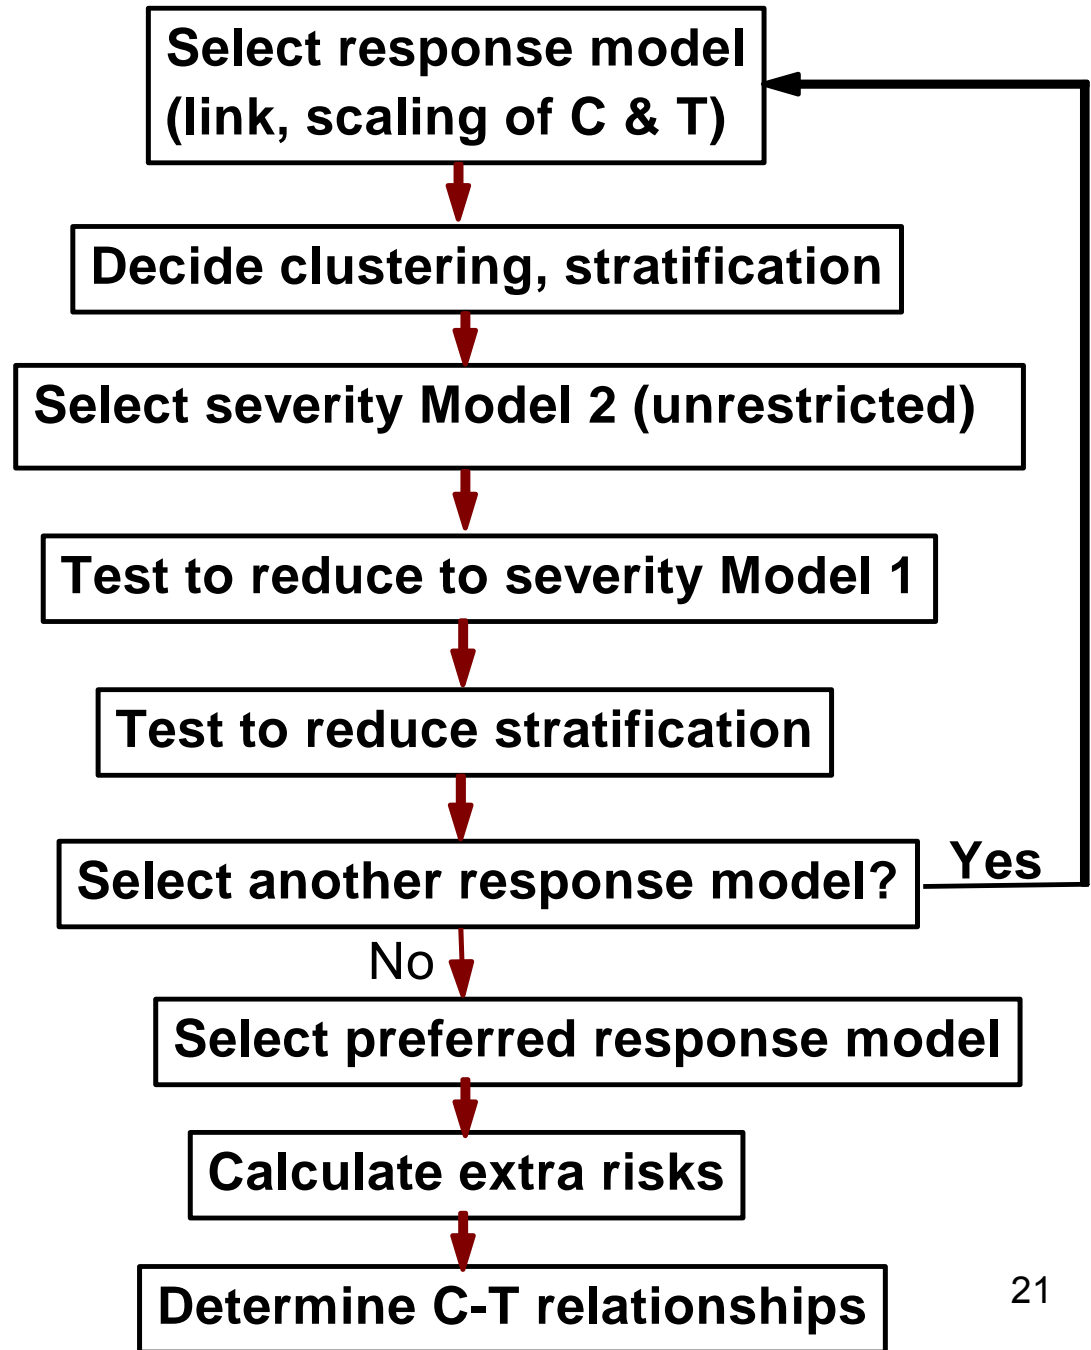 Select response model
(link, scaling of C & T)
Decide clustering, stratification
Select severity Model 2 (unrestricted)
Test to reduce to severity Model 1
Test to reduce stratification
Select another response model?
Yes
No
Select preferred response model
Calculate extra risks
Determine C-T relationships
21